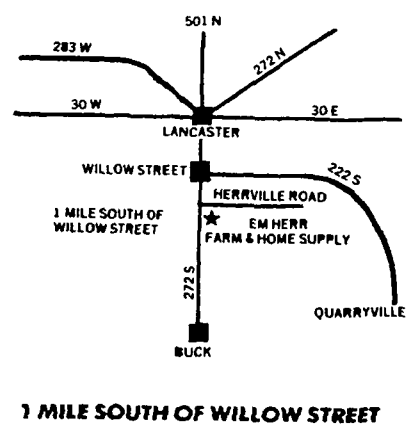 501 N
283 W
272 N
30 W
30 E
LANCASTER
WILLOW STREET
222 S
HERRVILLE ROAD
1 MILE SOUTH OF
WILLOW STREET
EM HERR
FARM & HOME SUPPLY
272 S
QUARRYVILLE
BUCK
1 MILE SOUTH OF WILLOW STREET